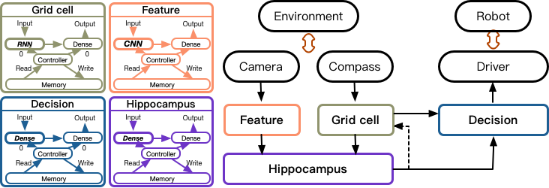 Grid cell
Input
Output
RNN
Dense
0
0
Controller
Read
Write
Memory
Feature
Input
Output
CNN
Dense
Controller
Read
Write
Memory
Decision
Input
Output
Dense
Dense
0
0
Controller
Read
Write
Memory
Hippocampus
Input
Output
Dense
Dense
Controller
Read
Write
Memory
Environment
Robot
Camera
Compass
Driver
Feature
Grid cell
Decision
Hippocampus